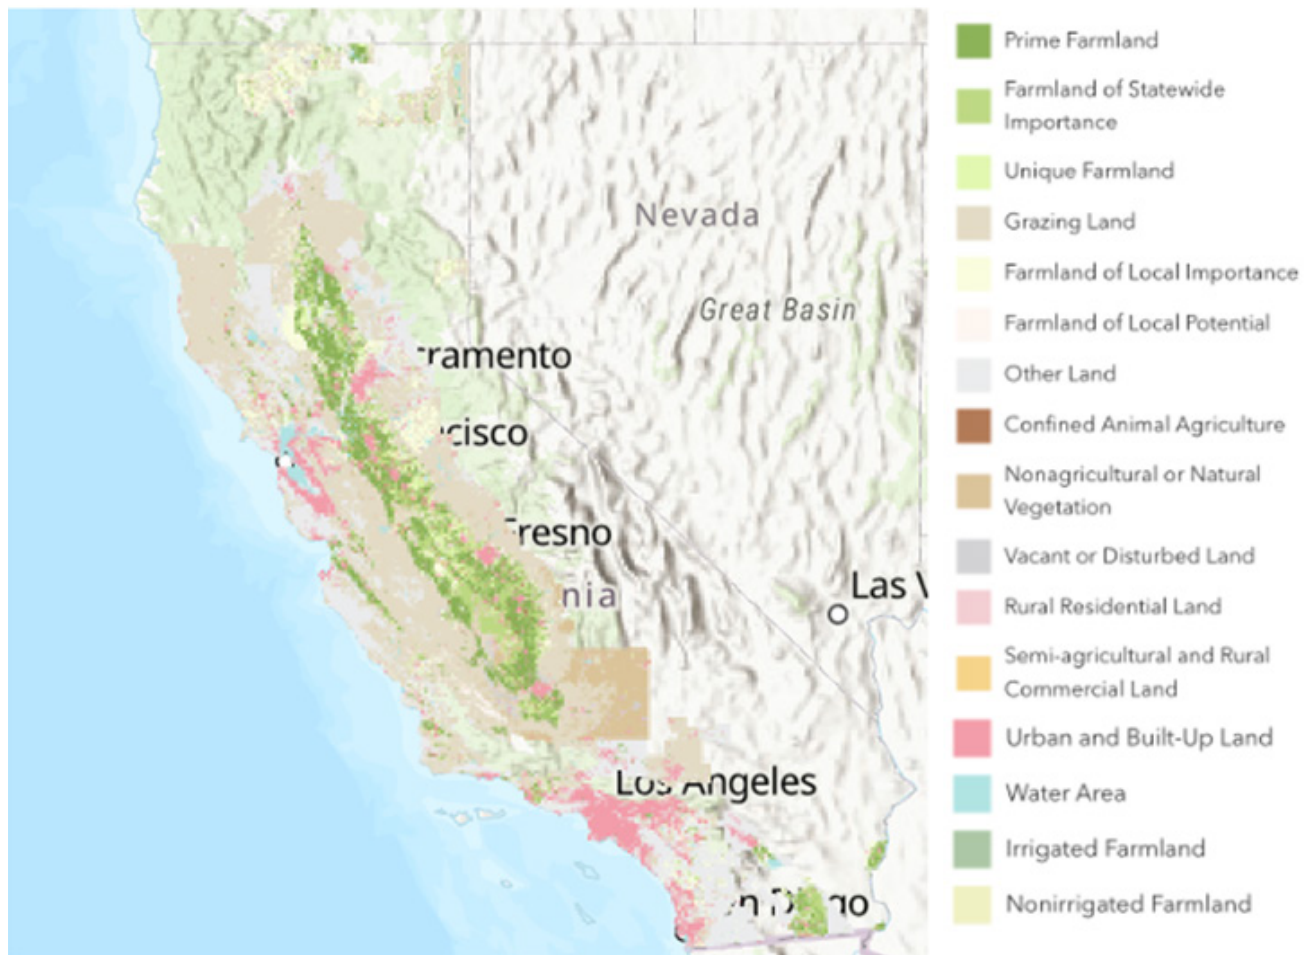 Nevada
Great Basin
cramento
cisco
Fresno
nia
Las V
Los Angeles
n Diego
Prime Farmland
Farmland of Statewide
Importance
Unique Farmland
Grazing Land
Farmland of Local Importance
Farmland of Local Potential
Other Land
Confined Animal Agriculture
Nonagricultural or Natural
Vegetation
Vacant or Disturbed Land
Rural Residential Land
Semi-agricultural and Rural
Commercial Land
Urban and Built-Up Land
Water Area
Irrigated Farmland
Nonirrigated Farmland